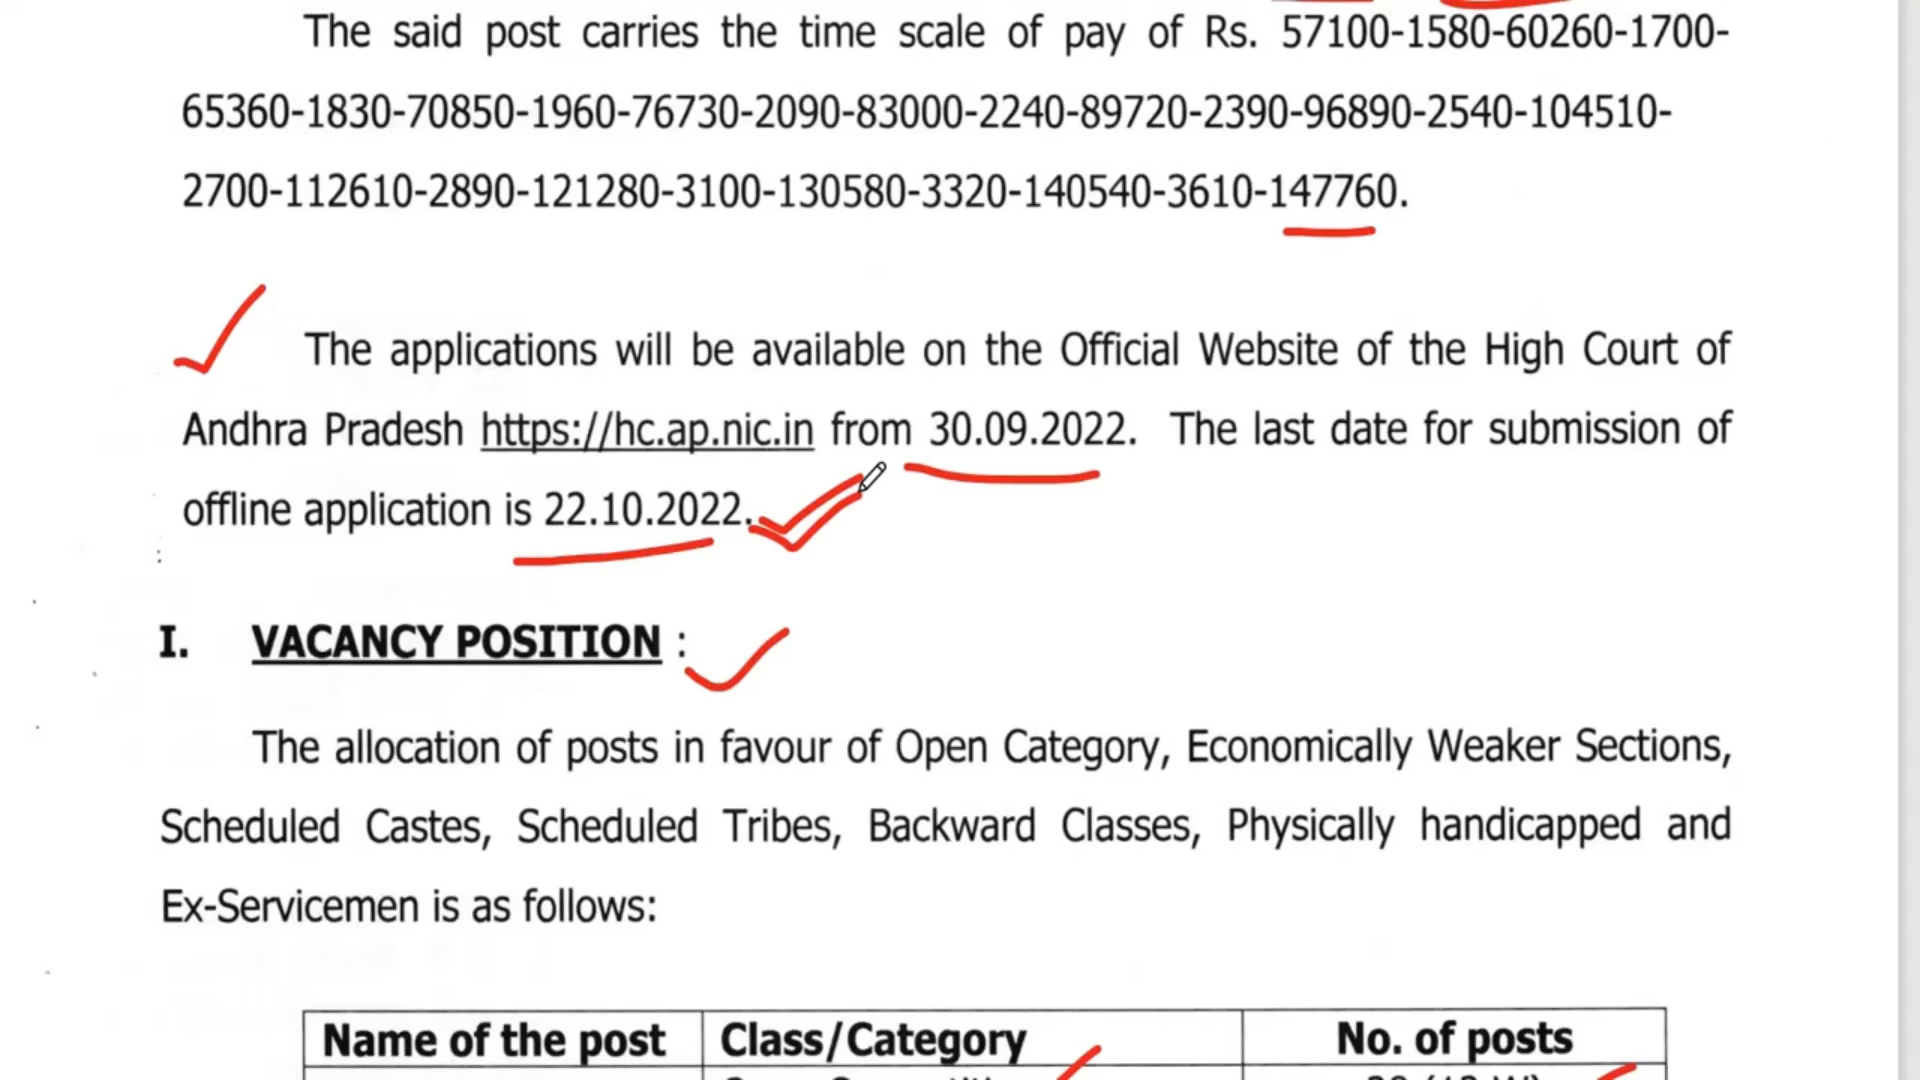 The said post carries the time scale of pay of Rs. 57100-1580-60260-1700-
65360-1830-70850-1960-76730-2090-83000-2240-89720-2390-96890-2540-104510-
2700-112610-2890-121280-3100-130580-3320-140540-3610-147760.
The applications will be available on the Official Website of the High Court of
Andhra Pradesh https://hc.ap.nic.in from 30.09.2022. The last date for submission of
offline application is 22.10.2022.
I. VACANCY POSITION :
The allocation of posts in favour of Open Category, Economically Weaker Sections,
Scheduled Castes, Scheduled Tribes, Backward Classes, Physically handicapped and
Ex-Servicemen is as follows:
Name of the post Class/Category No. of posts